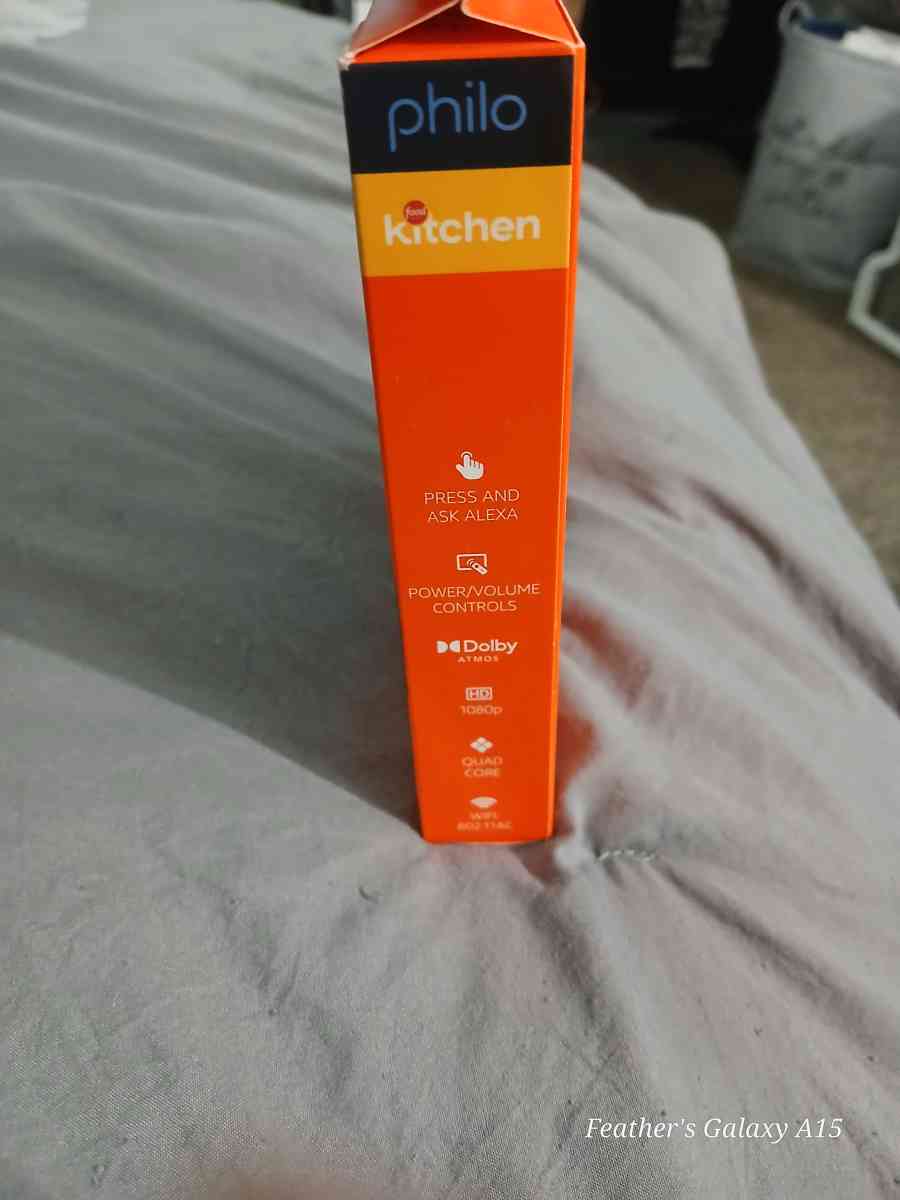 philo
food
kitchen
PRESS AND
ASK ALEXA
POWER/VOLUME
CONTROLS
Dolby
ATMOS
HD
1080p
QUAD
CORE
WIFI
802.11AC
Feather's Galaxy A15